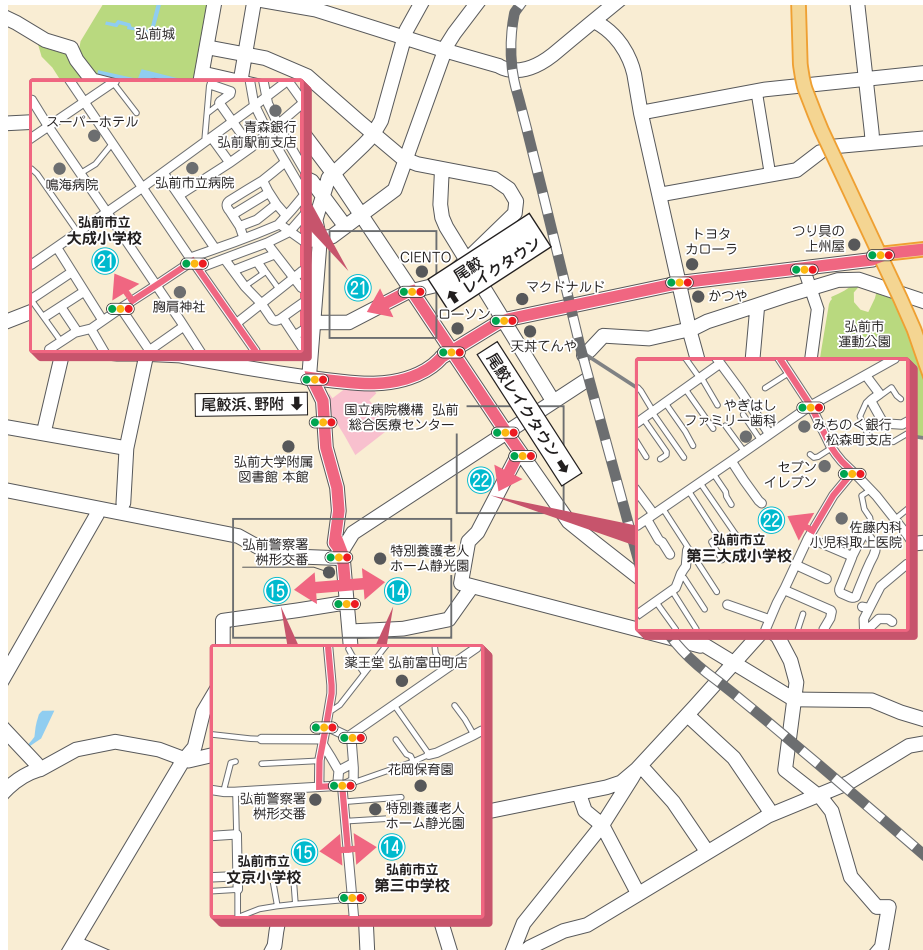 弘前城
スーパーホテル
青森銀行
弘前駅前支店
鳴海病院
弘前市立病院
弘前市立
大成小学校
21
胸肩神社
CIENTO
21
尾鮫
レイクタウン
ローソン
マクドナルド
天丼てんや
トヨタ
カローラ
かつや
つり具の
上州屋
弘前市
運動公園
尾鮫浜、野附
国立病院機構 弘前
総合医療センター
尾鮫レイクタウン
弘前大学附属
図書館 本館
22
やぎはし
ファミリー歯科
みちのく銀行
松森町支店
セブン
イレブン
22
佐藤内科
小児科取上医院
弘前市立
第三大成小学校
弘前警察署
桝形交番
特別養護老人
ホーム静光園
15
14
薬王堂 弘前富田町店
花岡保育園
弘前警察署
桝形交番
特別養護老人
ホーム静光園
弘前市立
文京小学校
15
14
弘前市立
第三中学校